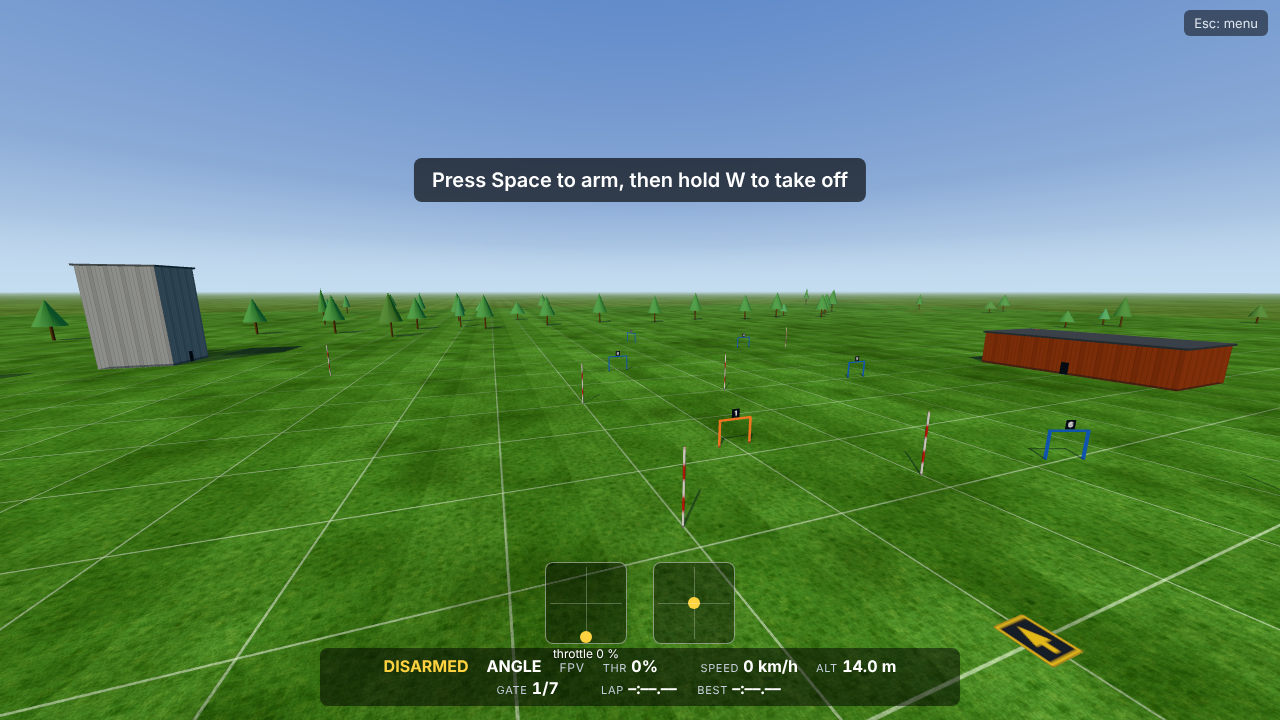 Esc: menu
Press Space to arm, then hold W to take off
1
throttle 0 %
DISARMED ANGLE FPV THR 0% SPEED 0 km/h ALT 14.0 m
GATE 1/7 LAP –:––.–– BEST –:––.––